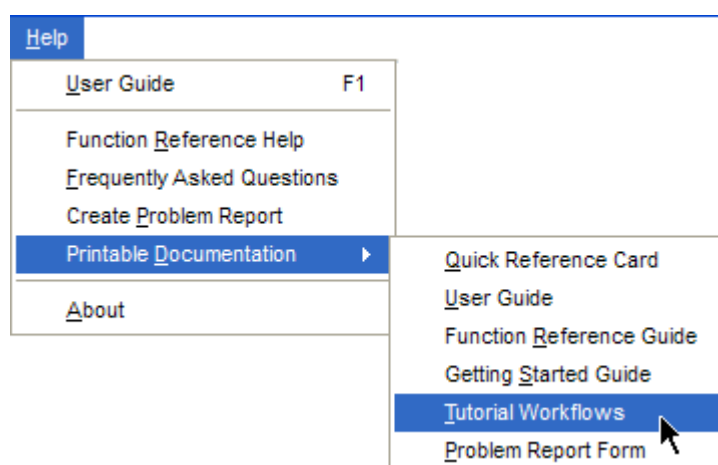 Help
User Guide F1
Function Reference Help
Frequently Asked Questions
Create Problem Report
Printable Documentation
About
Quick Reference Card
User Guide
Function Reference Guide
Getting Started Guide
Tutorial Workflows
Problem Report Form